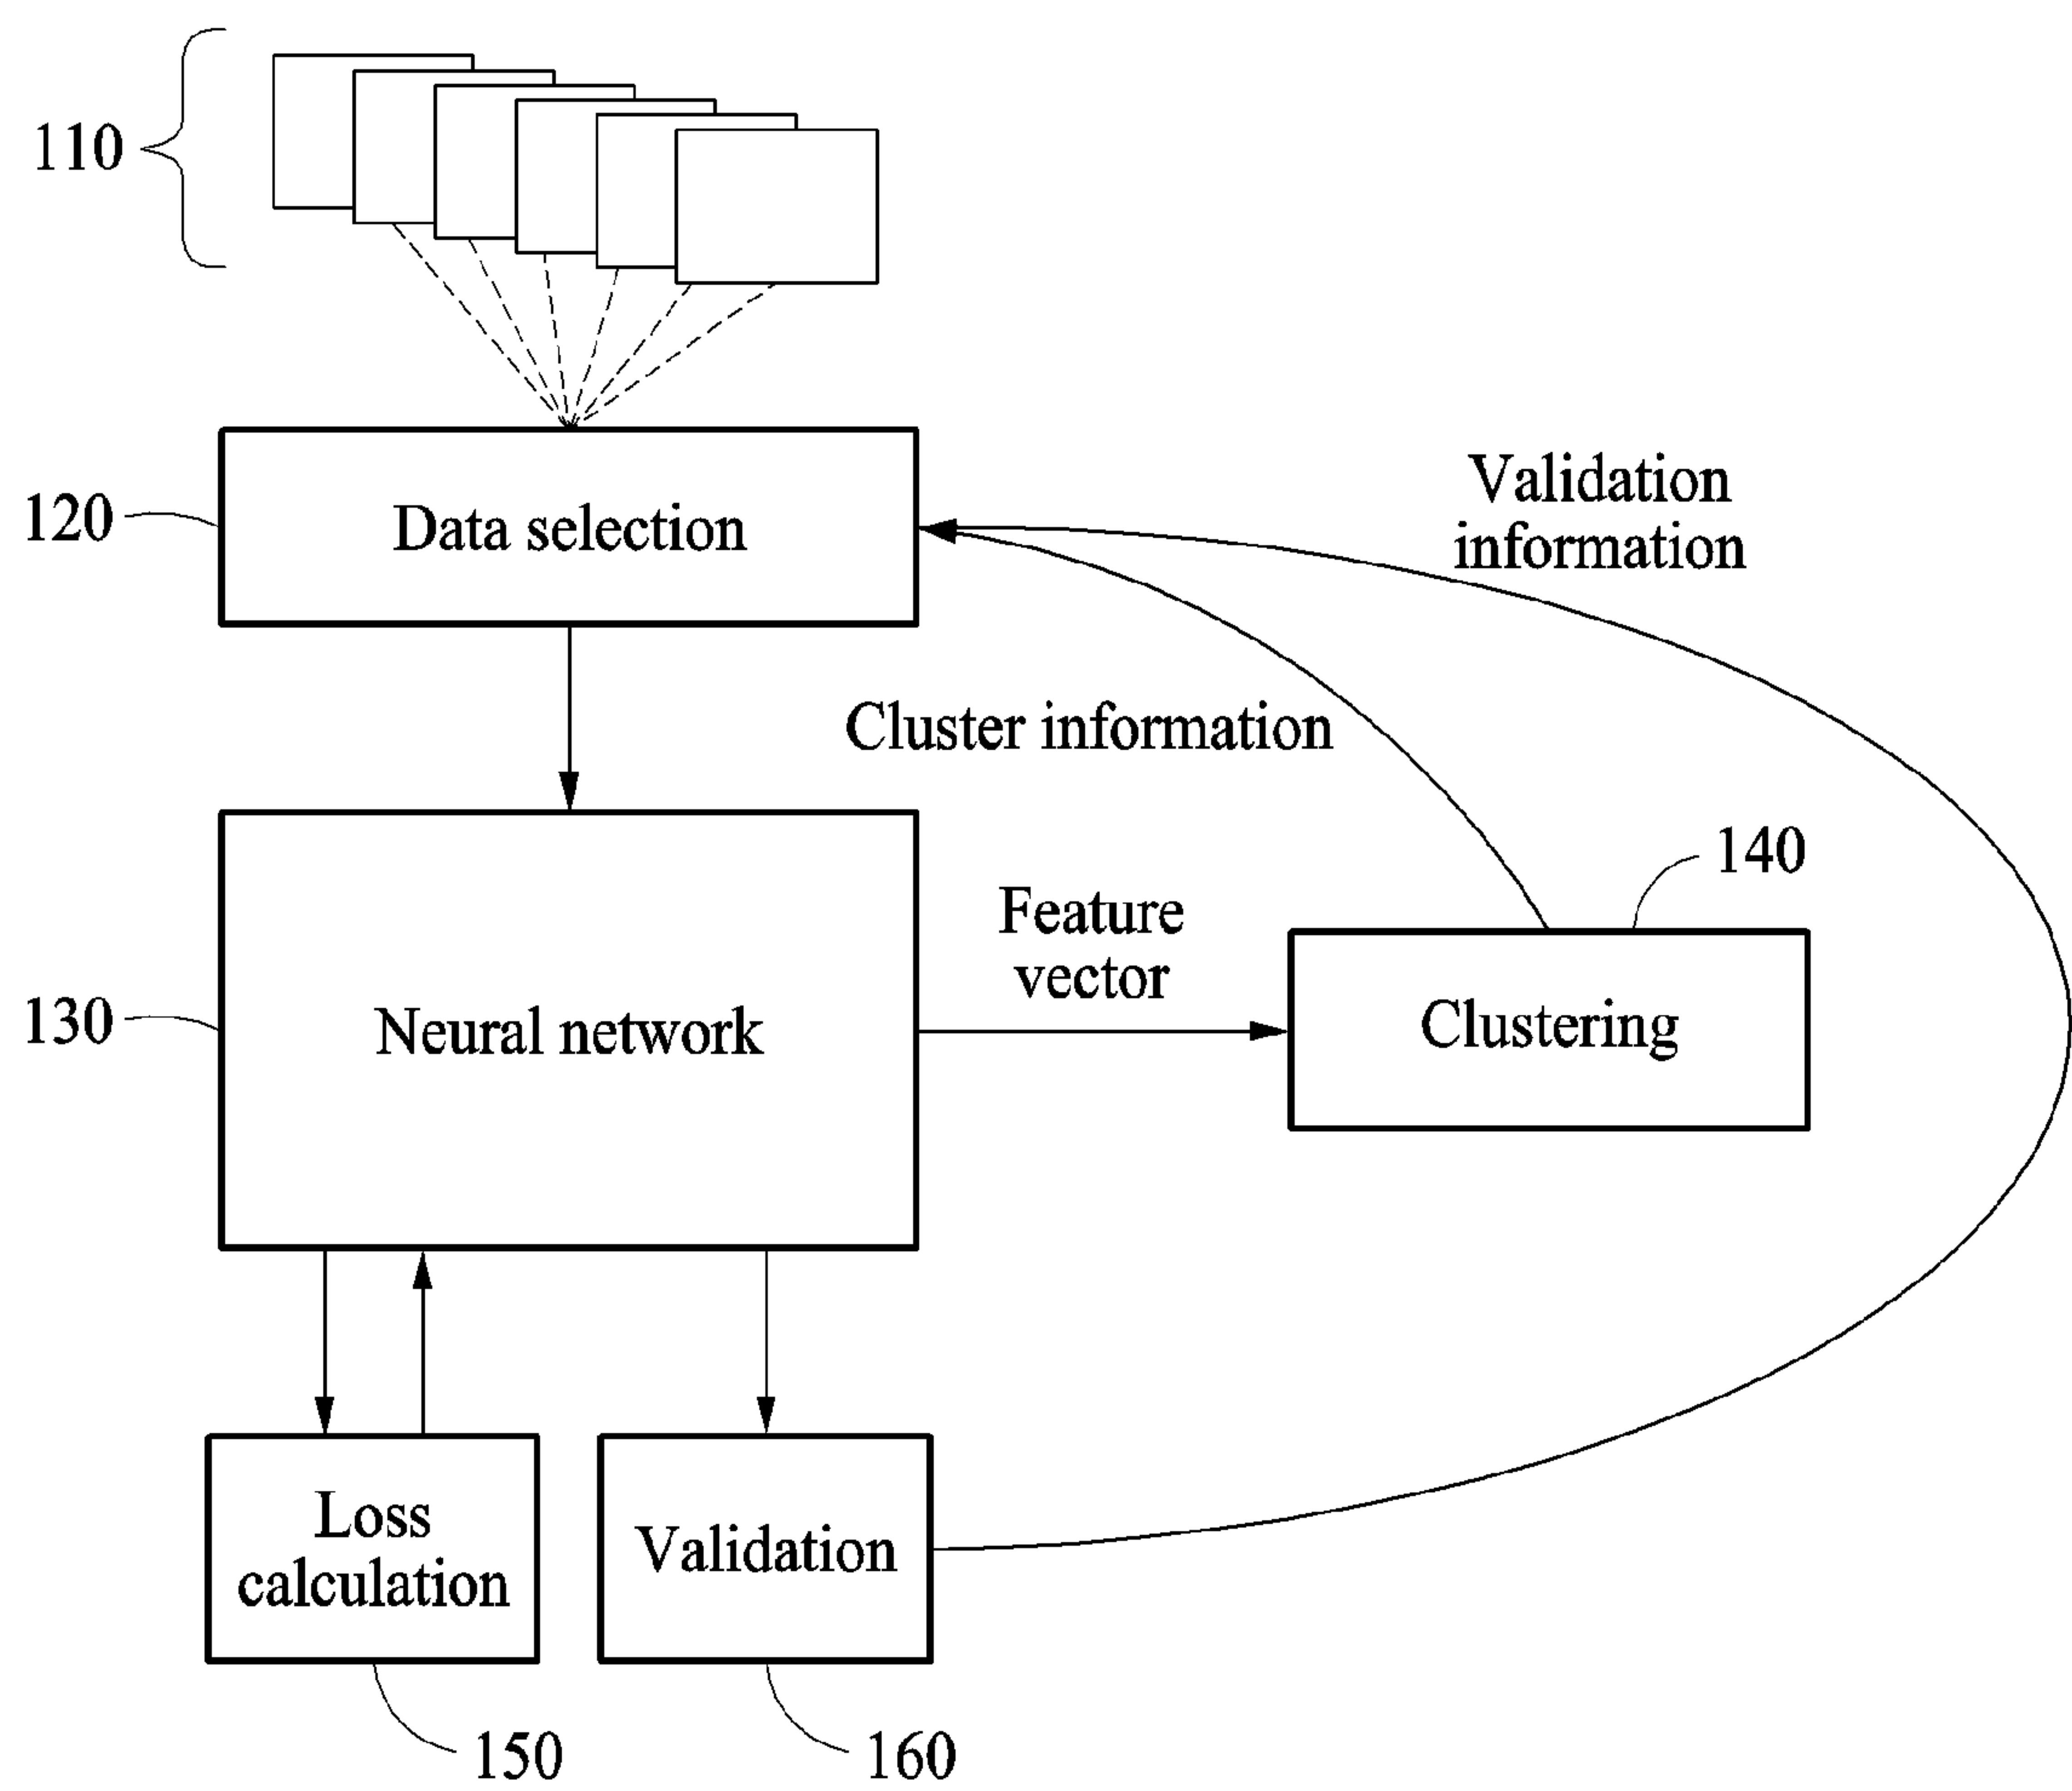 110
120
Data selection
Validation
information
Cluster information
130
Neural network
Feature
vector
140
Clustering
Loss
calculation
Validation
150
160